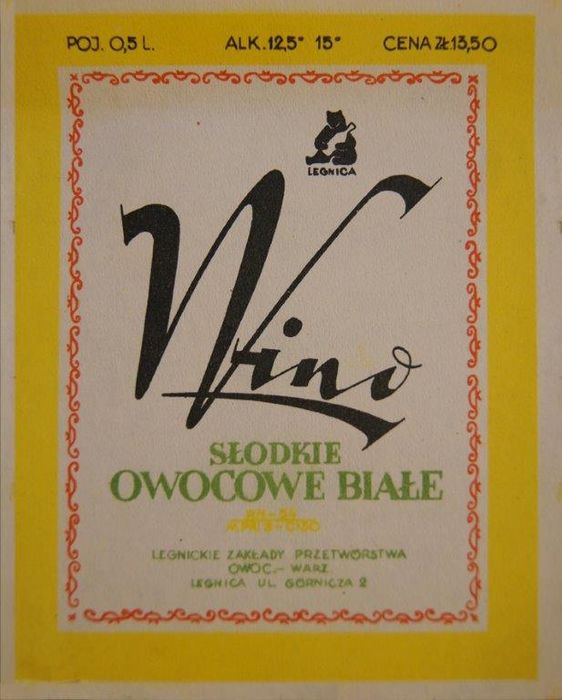 POJ. 0,5 L. ALK. 12,5° 15° CENA ZŁ 13,50
LEGNICA
Wino
SŁODKIE
OWOCOWE BIAŁE
LEGNICKIE ZAKŁADY PRZETWÓRSTWA
OWOC.-WARZ.
LEGNICA UL. GÓRNICZA 2